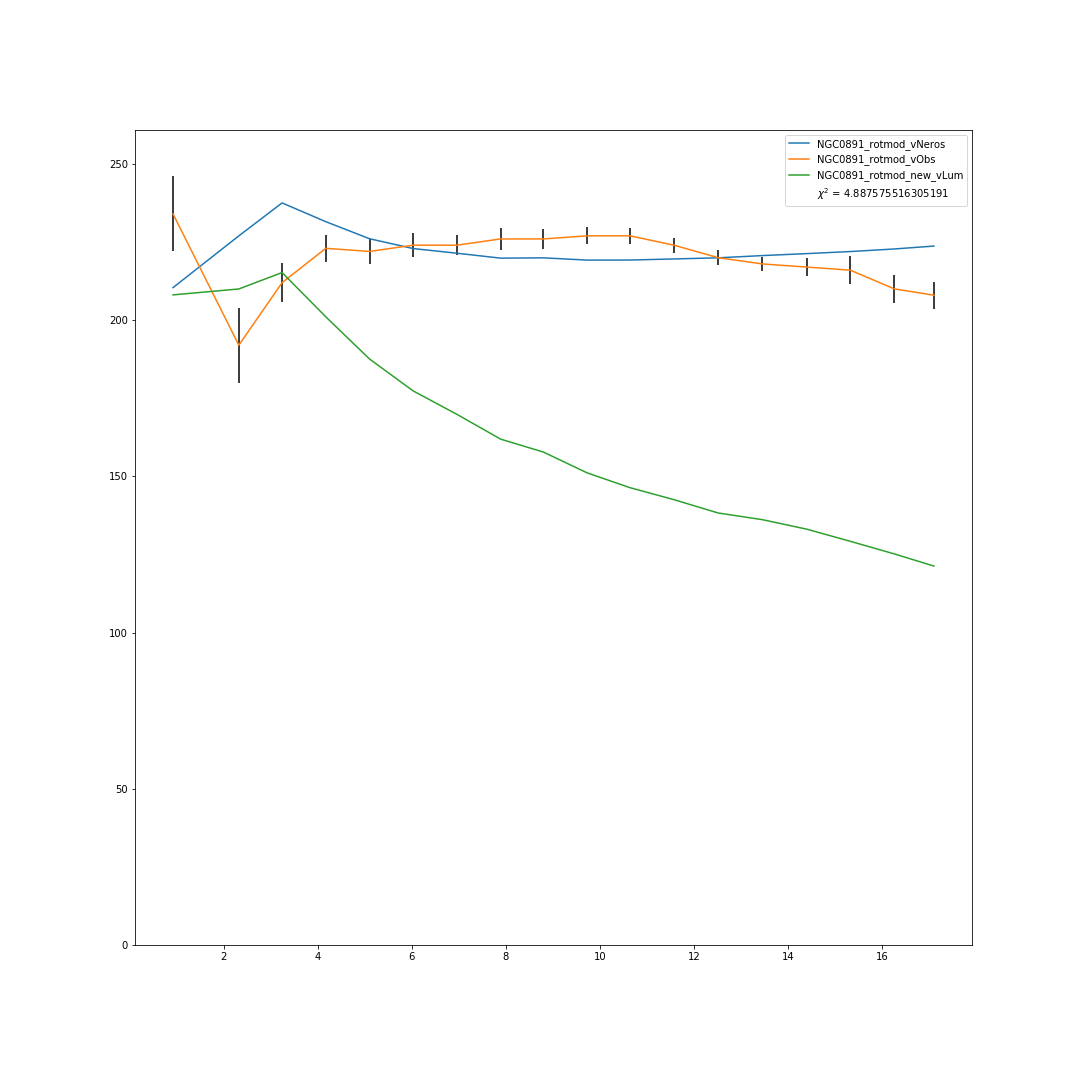 NGC0891_rotmod_vNeros
NGC0891_rotmod_vObs
NGC0891_rotmod_new_vLum
χ² = 4.887575516305191
250
200
150
100
50
0
2 4 6 8 10 12 14 16